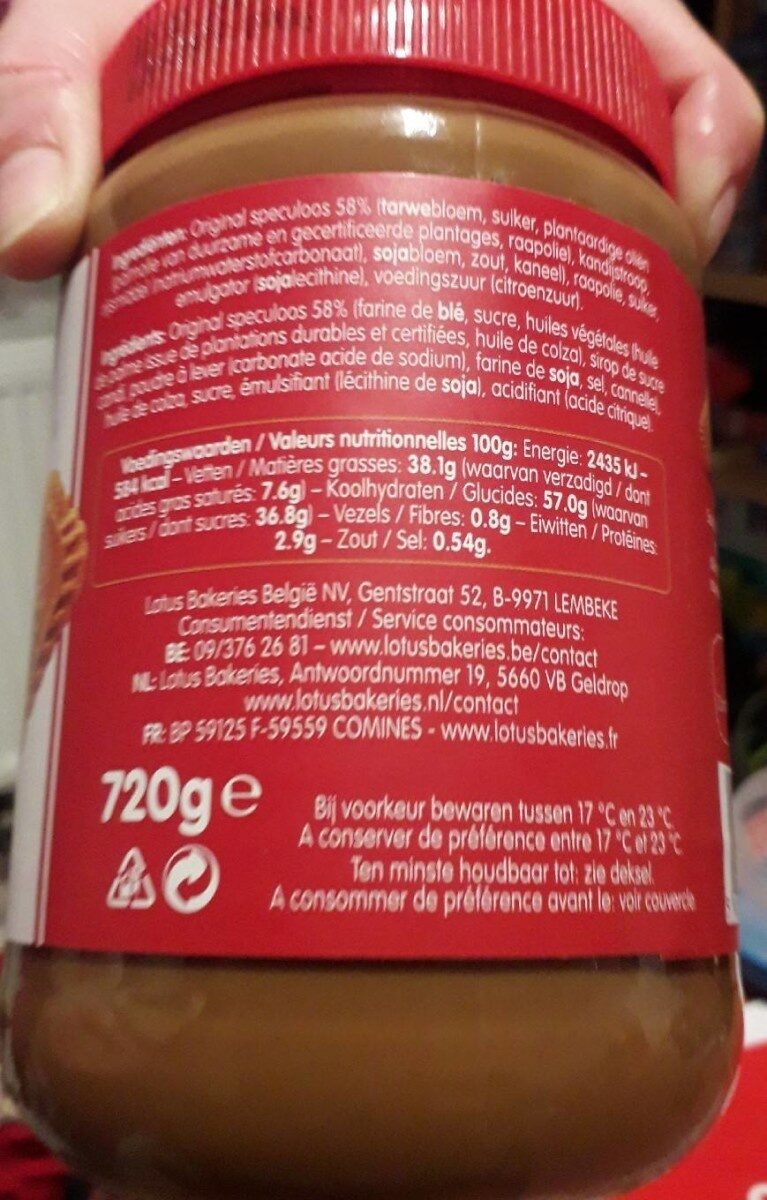 Ingrediënten: Original speculoos 58% (tarwebloem, suiker, plantaardige oliën
van duurzame en gecertificeerde plantages, raapolie), kandijstroop,
(natriumwaterstofcarbonaat), sojabloem, zout, kaneel), raapolie, suiker,
emulgator (sojalecithine), voedingszuur (citroenzuur).
Ingrédients: Original speculoos 58% (farine de blé, sucre, huiles végétales (huile
de palme issue de plantations durables et certifiées, huile de colza), sirop de sucre
candi, poudre à lever (carbonate acide de sodium), farine de soja, sel, cannelle),
huile de colza, sucre, émulsifiant (lécithine de soja), acidifiant (acide citrique).
Voedingswaarden / Valeurs nutritionnelles 100g: Energie: 2435 kJ -
584 kcal - Vetten / Matières grasses: 38.1g (waarvan verzadigd / dont
acides gras saturés: 7.6g) - Koolhydraten / Glucides: 57.0g (waarvan
suikers / dont sucres: 36.8g) - Vezels / Fibres: 0.8g - Eiwitten / Protéines:
2.9g - Zout / Sel: 0.54g.
Lotus Bakeries België NV, Gentstraat 52, B-9971 LEMBEKE
Consumentendienst / Service consommateurs:
BE: 09/376 26 81 - www.lotusbakeries.be/contact
NL: Lotus Bakeries, Antwoordnummer 19, 5660 VB Geldrop
www.lotusbakeries.nl/contact
FR: BP 59125 F-59559 COMINES - www.lotusbakeries.fr
720g e
Bij voorkeur bewaren tussen 17 °C en 23 °C.
A conserver de préférence entre 17 °C et 23 °C
Ten minste houdbaar tot: zie deksel.
A consommer de préférence avant le: voir couvercle